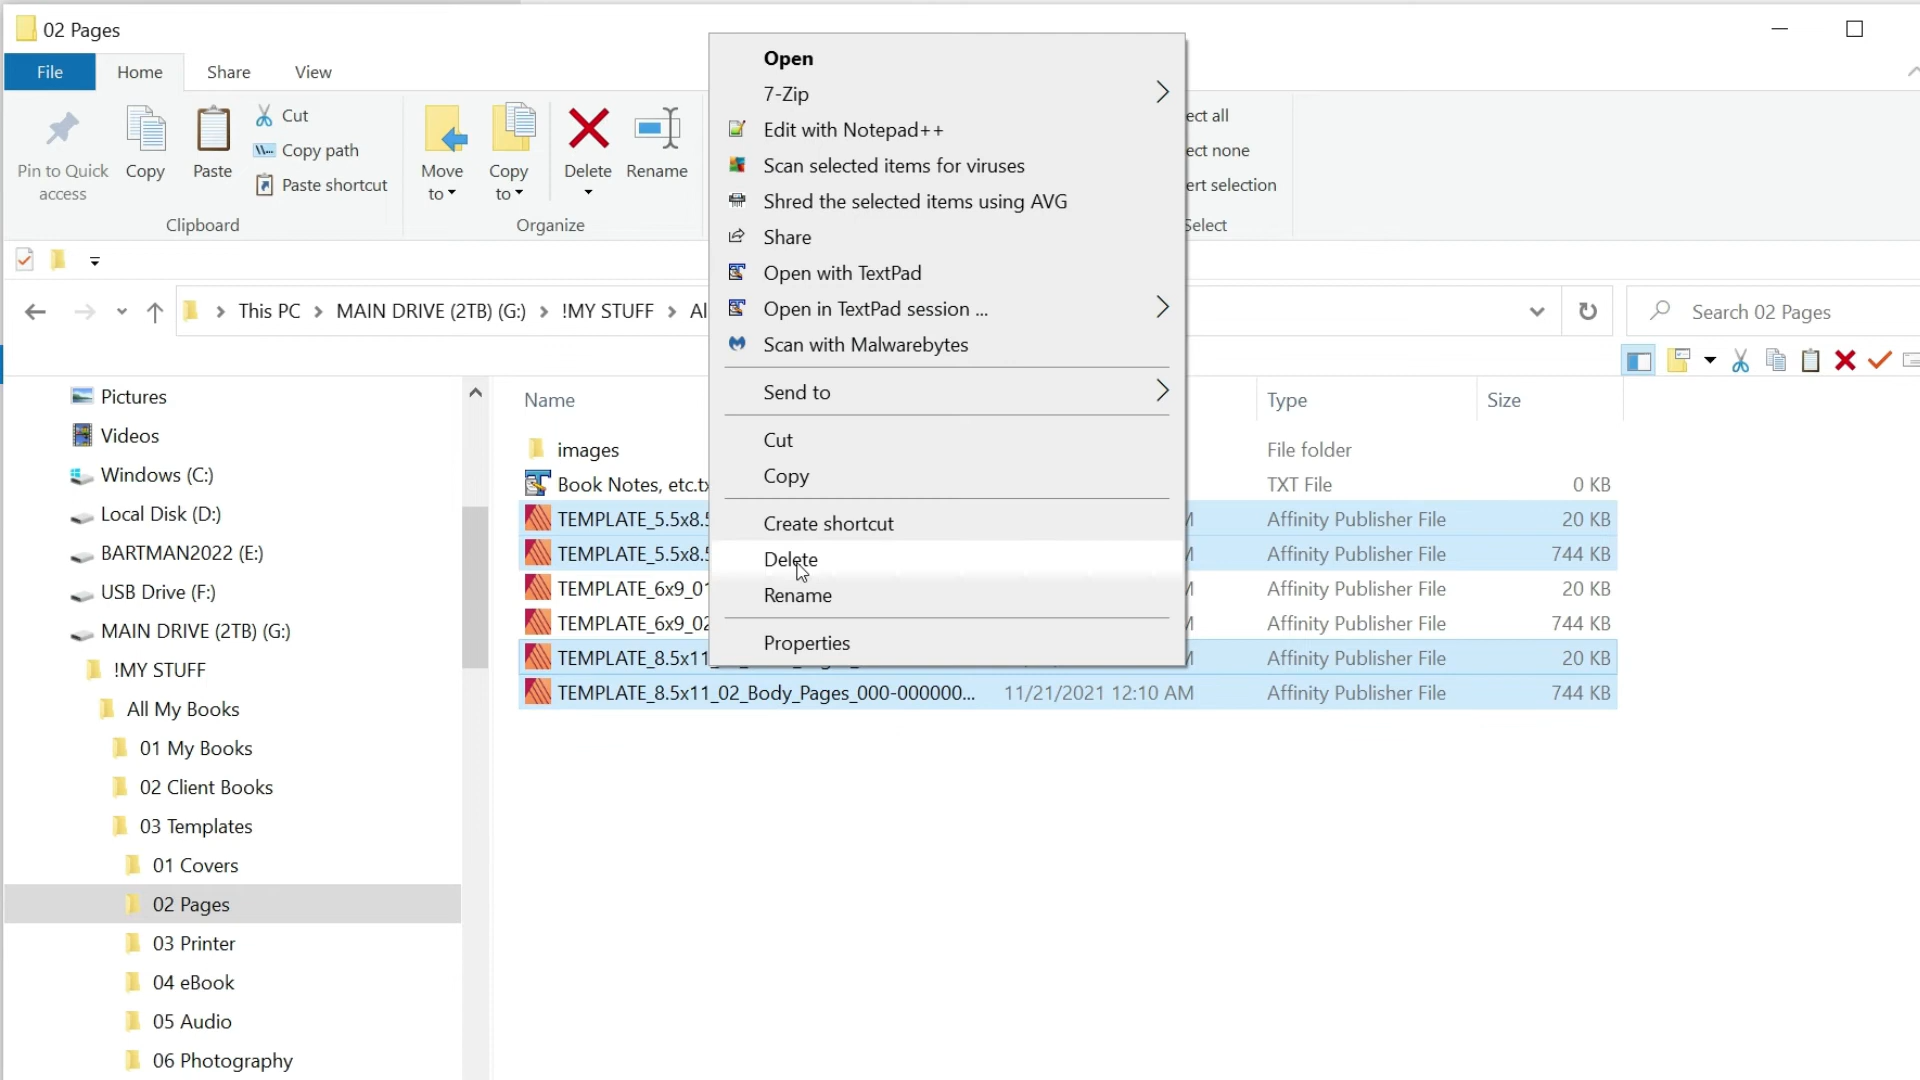 02 Pages
File Home Share View
Pin to Quick access
Copy
Paste
Cut
Copy path
Paste shortcut
Clipboard
Move to
Copy to
Delete
Rename
Organize
ect all
ect none
ert selection
Select
This PC > MAIN DRIVE (2TB) (G:) > !MY STUFF > Al
Search 02 Pages
Pictures
Videos
Windows (C:)
Local Disk (D:)
BARTMAN2022 (E:)
USB Drive (F:)
MAIN DRIVE (2TB) (G:)
!MY STUFF
All My Books
01 My Books
02 Client Books
03 Templates
01 Covers
02 Pages
03 Printer
04 eBook
05 Audio
06 Photography
Name Type Size
images File folder
Book Notes, etc.tx TXT File 0 KB
TEMPLATE_5.5x8.5 Affinity Publisher File 20 KB
TEMPLATE_5.5x8.5 Affinity Publisher File 744 KB
TEMPLATE_6x9_01 Affinity Publisher File 20 KB
TEMPLATE_6x9_02 Affinity Publisher File 744 KB
TEMPLATE_8.5x11 Affinity Publisher File 20 KB
TEMPLATE_8.5x11_02_Body_Pages_000-000000... 11/21/2021 12:10 AM Affinity Publisher File 744 KB
Open
7-Zip
Edit with Notepad++
Scan selected items for viruses
Shred the selected items using AVG
Share
Open with TextPad
Open in TextPad session ...
Scan with Malwarebytes
Send to
Cut
Copy
Create shortcut
Delete
Rename
Properties